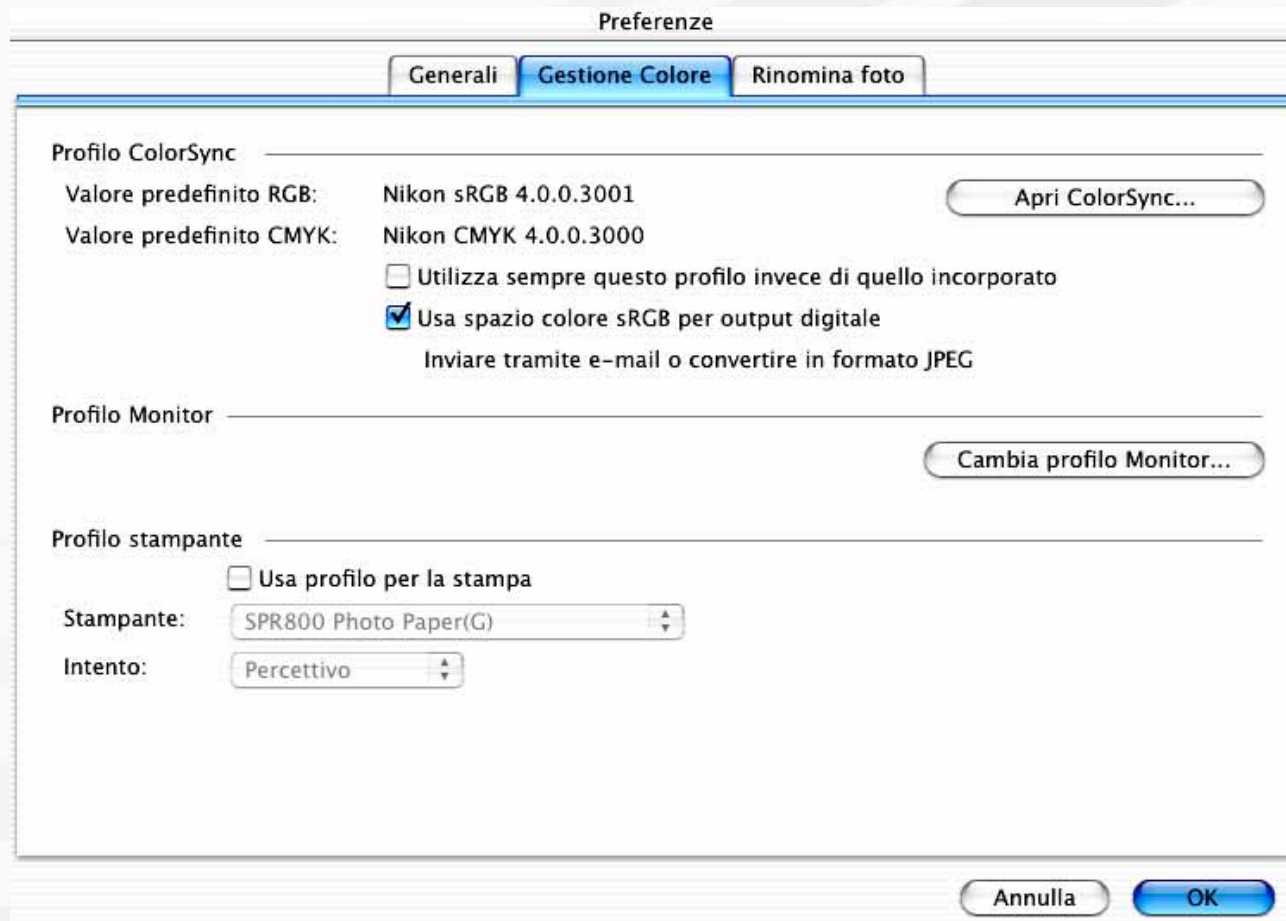 Preferenze
Generali Gestione Colore Rinomina foto
Profilo ColorSync
Valore predefinito RGB: Nikon sRGB 4.0.0.3001 Apri ColorSync...
Valore predefinito CMYK: Nikon CMYK 4.0.0.3000
Utilizza sempre questo profilo invece di quello incorporato
Usa spazio colore sRGB per output digitale
Inviare tramite e-mail o convertire in formato JPEG
Profilo Monitor
Cambia profilo Monitor...
Profilo stampante
Usa profilo per la stampa
Stampante: SPR800 Photo Paper(G)
Intento: Percettivo
Annulla OK